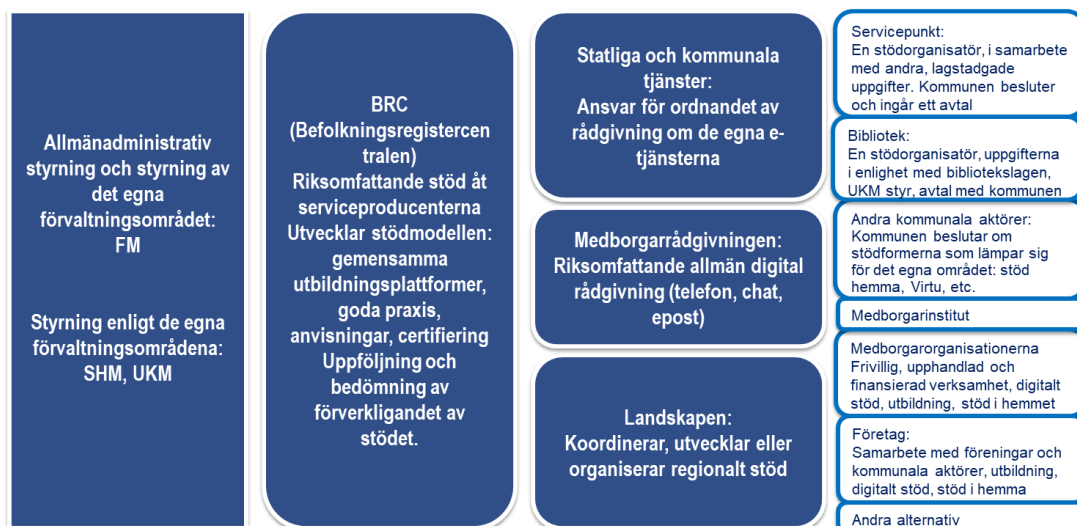 Allmänadministrativ
styrning och styrning av
det egna
förvaltningsområdet:
FM
Styrning enligt de egna
förvaltningsområdena:
SHM, UKM
BRC
(Befolkningsregistercen
tralen)
Riksomfattande stöd åt
serviceproducenterna
Utvecklar stödmodellen:
gemensamma
utbildningsplattformer,
goda praxis,
anvisningar, certifiering
Uppföljning och
bedömning av
förverkligandet av
stödet.
Statliga och kommunala
tjänster:
Ansvar för ordnandet av
rådgivning om de egna e-
tjänsterna
Medborgarrådgivningen:
Riksomfattande allmän digital
rådgivning (telefon, chat,
epost)
Landskapen:
Koordinerar, utvecklar eller
organiserar regionalt stöd
Servicepunkt:
En stödorganisatör, i samarbete
med andra, lagstadgade
uppgifter. Kommunen besluter
och ingår ett avtal
Bibliotek:
En stödorganisatör, uppgifterna
i enlighet med bibliotekslagen,
UKM styr, avtal med kommunen
Andra kommunala aktörer:
Kommunen beslutar om
stödformerna som lämpar sig
för det egna området: stöd
hemma, Virtu, etc.
Medborgarinstitut
Medborgarorganisationerna
Frivillig, upphandlad och
finansierad verksamhet, digitalt
stöd, utbildning, stöd i hemmet
Företag:
Samarbete med föreningar och
kommunala aktörer, utbildning,
digitalt stöd, stöd i hemma
Andra alternativ